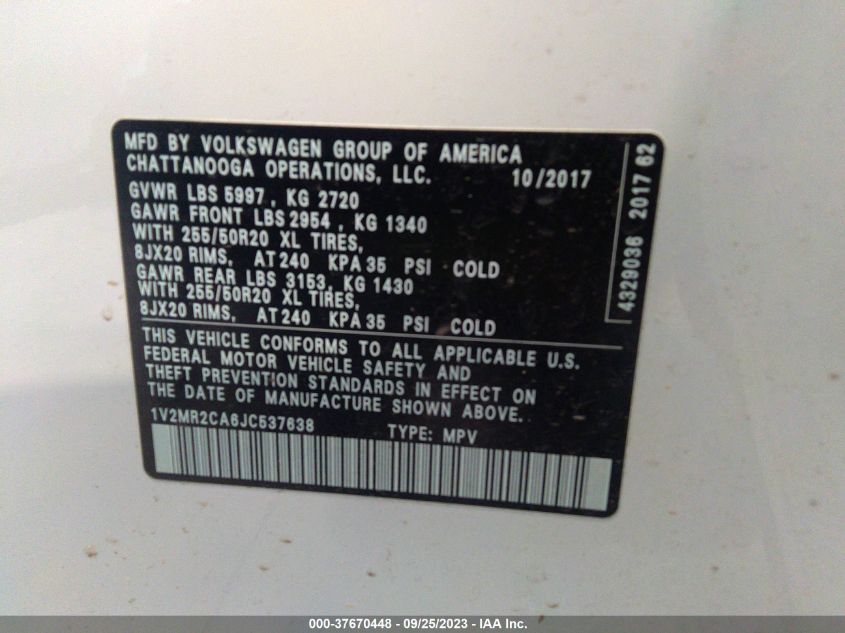 MFD BY VOLKSWAGEN GROUP OF AMERICA
CHATTANOOGA OPERATIONS, LLC. 10/2017
GVWR LBS 5997, KG 2720
GAWR FRONT LBS 2954, KG 1340
WITH 255/50R20 XL TIRES,
8JX20 RIMS, AT 240 KPA 35 PSI COLD
GAWR REAR LBS 3153, KG 1430
WITH 255/50R20 XL TIRES,
8JX20 RIMS, AT 240 KPA 35 PSI COLD
THIS VEHICLE CONFORMS TO ALL APPLICABLE U.S.
FEDERAL MOTOR VEHICLE SAFETY AND
THEFT PREVENTION STANDARDS IN EFFECT ON
THE DATE OF MANUFACTURE SHOWN ABOVE.
1V2MR2CA6JC537638 TYPE: MPV
4329036 2017 62
000-37670448 - 09/25/2023 - IAA Inc.